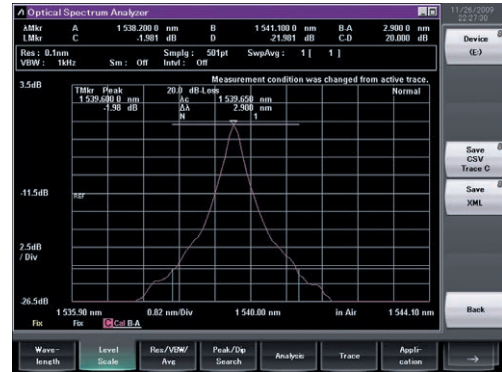 Optical Spectrum Analyzer
11/26/2009
22:27:00
λMkr A 1 538.200 0 nm B 1 541.100 0 nm B-A 2.900 0 nm
LMkr C -1.981 dB -21.981 dB C-D 20.000 dB
Res : 0.1nm Smplg : 501pt SwpAvg : 1 [ 1 ]
VBW : 1kHz Sm : Off Intvl : Off
Measurement condition was changed from active trace.
3.5dB
TMkr Peak
1 539.600 0 nm
-1.98 dB
20.0 dB-Loss
λc 1 539.650 nm
Δλ 2.900 nm
N 1
Normal
-11.5dB
REF
2.5dB
/ Div
-26.5dB
1 535.90 nm 0.82 nm/Div 1 540.00 nm in Air 1 544.10 nm
Fix Fix C Cal B-A
Device
(E:)
Save
CSV
Trace C
Save
XML
Back
Wave-
length
Level
Scale
Res/VBW/
Avg
Peak/Dip
Search
Analysis
Trace
Appli-
cation
→